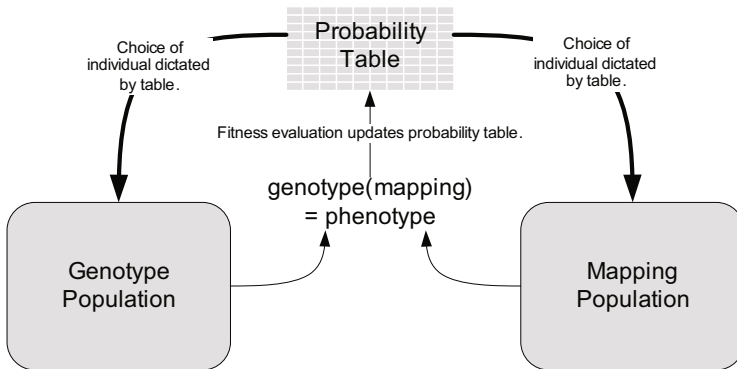 Probability
Table
Choice of
individual dictated
by table.
Choice of
individual dictated
by table.
Fitness evaluation updates probability table.
genotype(mapping)
= phenotype
Genotype
Population
Mapping
Population